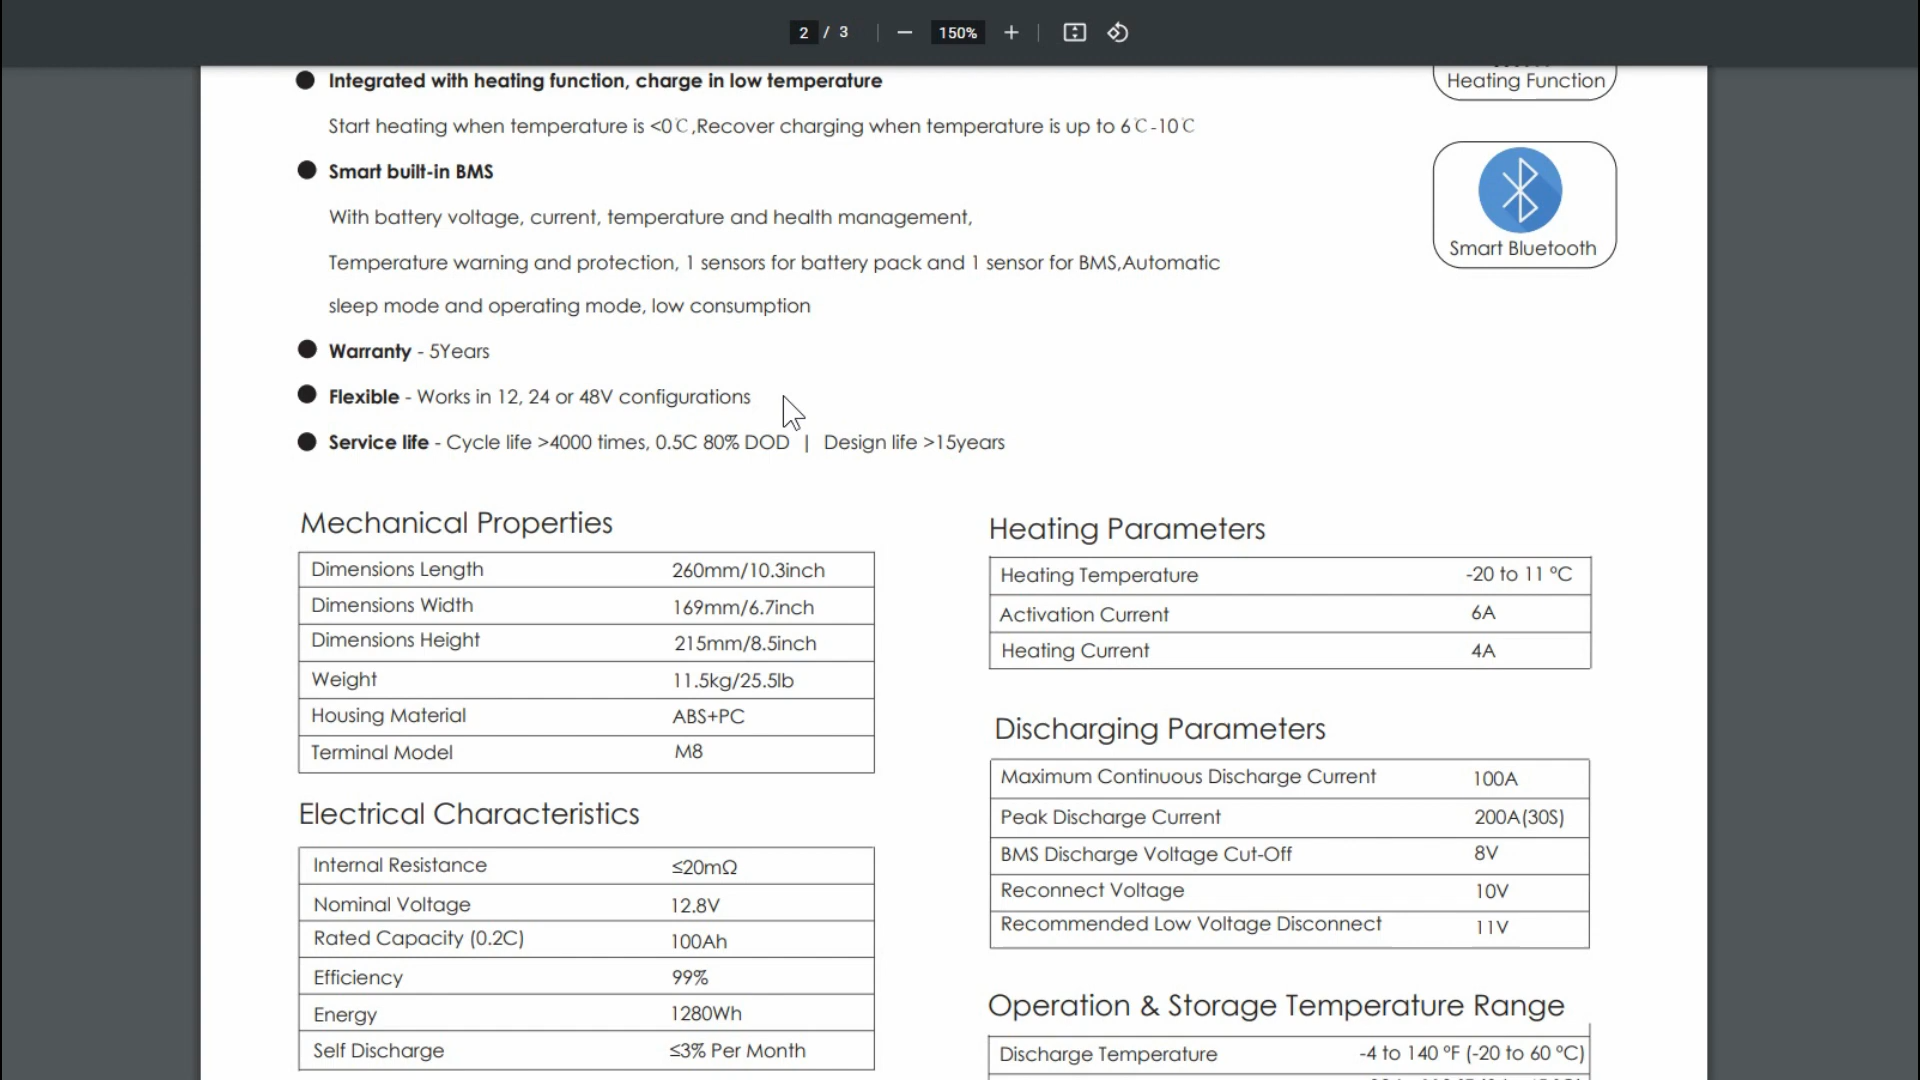 2 / 3 150%
Integrated with heating function, charge in low temperature
Start heating when temperature is <0℃,Recover charging when temperature is up to 6℃-10℃
Heating Function
Smart built-in BMS
With battery voltage, current, temperature and health management,
Temperature warning and protection, 1 sensors for battery pack and 1 sensor for BMS,Automatic
sleep mode and operating mode, low consumption
Smart Bluetooth
Warranty - 5Years
Flexible - Works in 12, 24 or 48V configurations
Service life - Cycle life >4000 times, 0.5C 80% DOD | Design life >15years
Mechanical Properties
Dimensions Length 260mm/10.3inch
Dimensions Width 169mm/6.7inch
Dimensions Height 215mm/8.5inch
Weight 11.5kg/25.5lb
Housing Material ABS+PC
Terminal Model M8
Electrical Characteristics
Internal Resistance ≤20mΩ
Nominal Voltage 12.8V
Rated Capacity (0.2C) 100Ah
Efficiency 99%
Energy 1280Wh
Self Discharge ≤3% Per Month
Heating Parameters
Heating Temperature -20 to 11 ºC
Activation Current 6A
Heating Current 4A
Discharging Parameters
Maximum Continuous Discharge Current 100A
Peak Discharge Current 200A(30S)
BMS Discharge Voltage Cut-Off 8V
Reconnect Voltage 10V
Recommended Low Voltage Disconnect 11V
Operation & Storage Temperature Range
Discharge Temperature -4 to 140 ºF (-20 to 60 ºC)